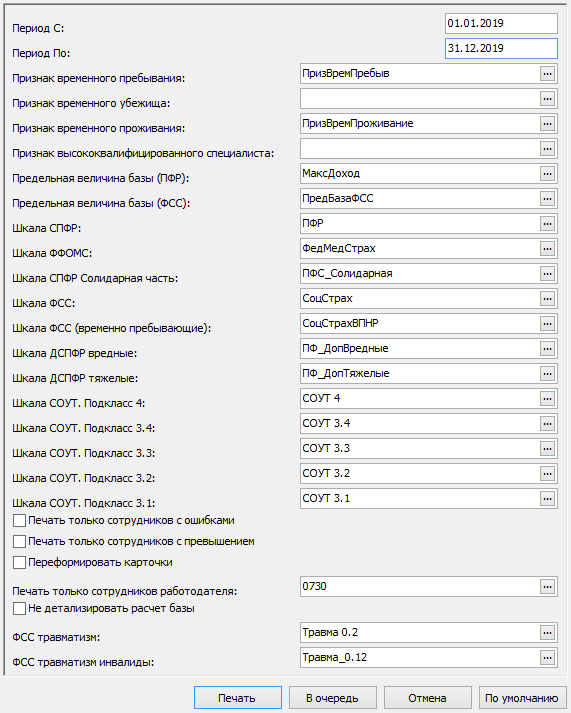 Период С: 01.01.2019
Период По: 31.12.2019
Признак временного пребывания: ПризВремПребыв ...
Признак временного убежища: ...
Признак временного проживания: ПризВремПроживание ...
Признак высококвалифицированного специалиста: ...
Предельная величина базы (ПФР): МаксДоход ...
Предельная величина базы (ФСС): ПредБазаФСС ...
Шкала СПФР: ПФР ...
Шкала ФФОМС: ФедМедСтрах ...
Шкала СПФР Солидарная часть: ПФС_Солидарная ...
Шкала ФСС: СоцСтрах ...
Шкала ФСС (временно пребывающие): СоцСтрахВПНР ...
Шкала ДСПФР вредные: ПФ_ДопВредные ...
Шкала ДСПФР тяжелые: ПФ_ДопТяжелые ...
Шкала СОУТ. Подкласс 4: СОУТ 4 ...
Шкала СОУТ. Подкласс 3.4: СОУТ 3.4 ...
Шкала СОУТ. Подкласс 3.3: СОУТ 3.3 ...
Шкала СОУТ. Подкласс 3.2: СОУТ 3.2 ...
Шкала СОУТ. Подкласс 3.1: СОУТ 3.1 ...
Печать только сотрудников с ошибками
Печать только сотрудников с превышением
Переформировать карточки
Печать только сотрудников работодателя: 0730 ...
Не детализировать расчет базы
ФСС травматизм: Травма 0.2 ...
ФСС травматизм инвалиды: Травма_0.12 ...
Печать В очередь Отмена По умолчанию